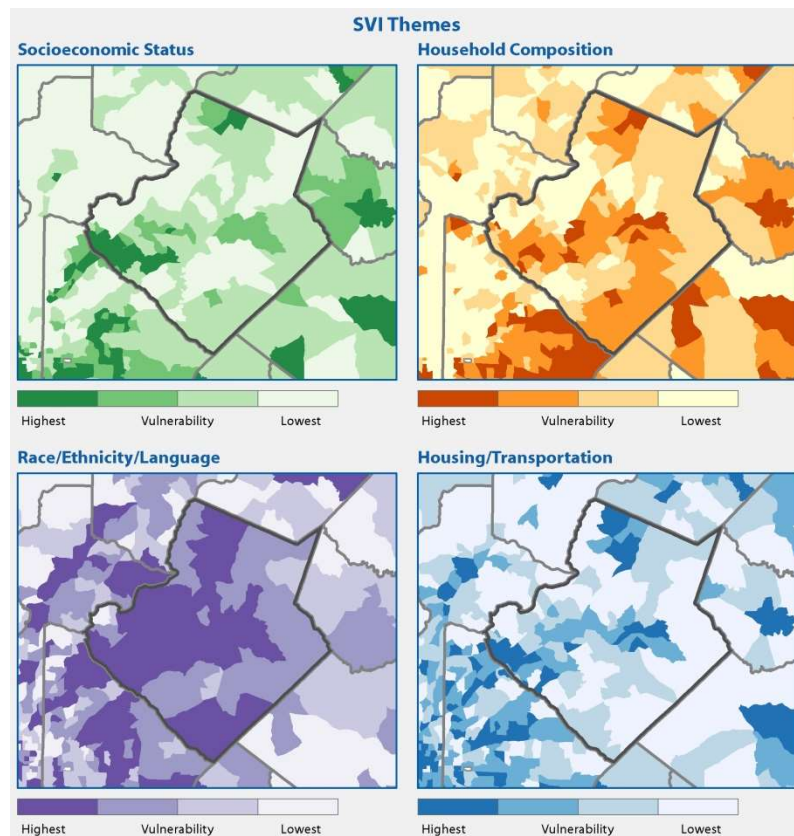 SVI Themes
Socioeconomic Status
Household Composition
Highest Vulnerability Lowest
Highest Vulnerability Lowest
Race/Ethnicity/Language
Housing/Transportation
Highest Vulnerability Lowest
Highest Vulnerability Lowest